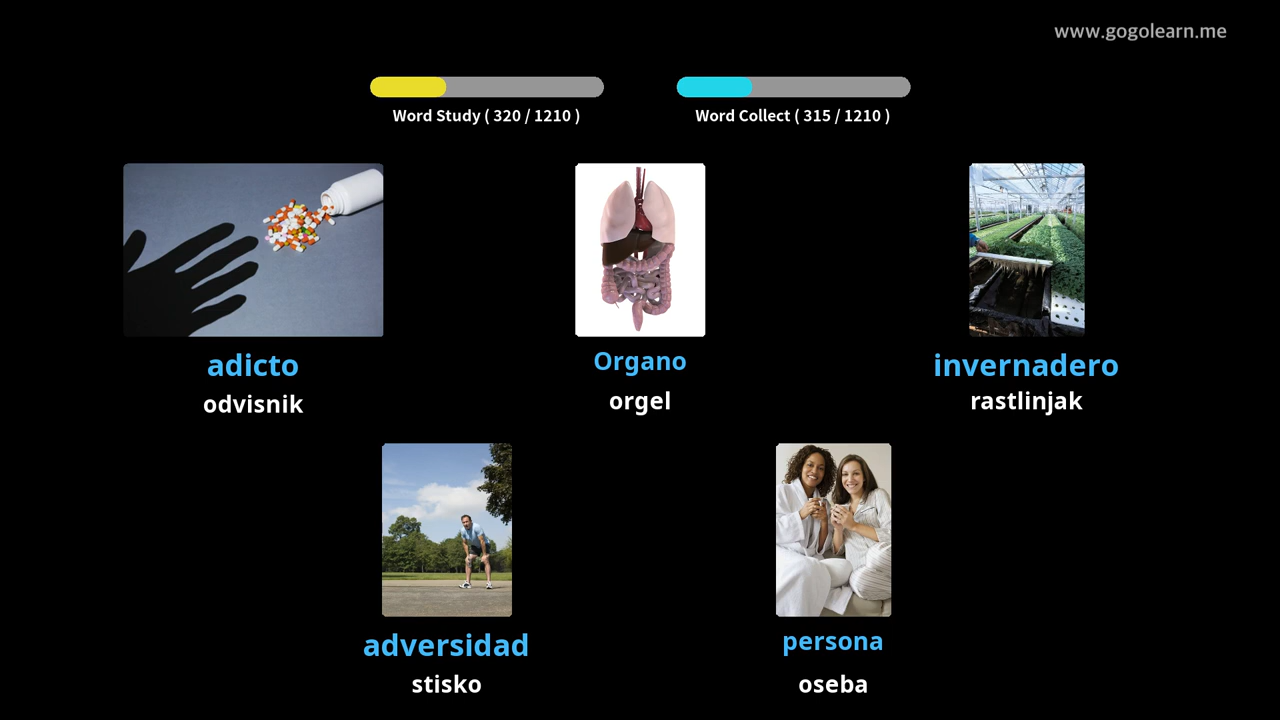 www.gogolearn.me
Word Study ( 320 / 1210 )
Word Collect ( 315 / 1210 )
adicto
odvisnik
Organo
orgel
invernadero
rastlinjak
adversidad
stisko
persona
oseba